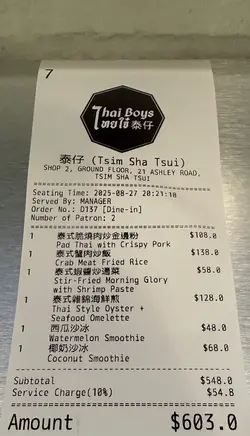 7
Thai Boys
ไทยโบ้ 泰仔
泰仔 (Tsim Sha Tsui)
SHOP 2, GROUND FLOOR, 21 ASHLEY ROAD,
TSIM SHA TSUI
Seating Time: 2025-08-27 20:21:18
Served By: MANAGER
Order No.: D137 [Dine-in]
Number of Patron: 2
1 泰式脆燒肉炒金邊粉 $108.0
Pad Thai with Crispy Pork
1 泰式蟹肉炒飯 $138.0
Crab Meat Fried Rice
1 泰式蝦醬炒通菜 $58.0
Stir-Fried Morning Glory
with Shrimp Paste
1 泰式雜錦海鮮煎 $128.0
Thai Style Oyster +
Seafood Omelette
1 西瓜沙冰 $48.0
Watermelon Smoothie
1 椰奶沙冰 $68.0
Coconut Smoothie
Subtotal $548.0
Service Charge(10%) $54.8
Amount $603.0